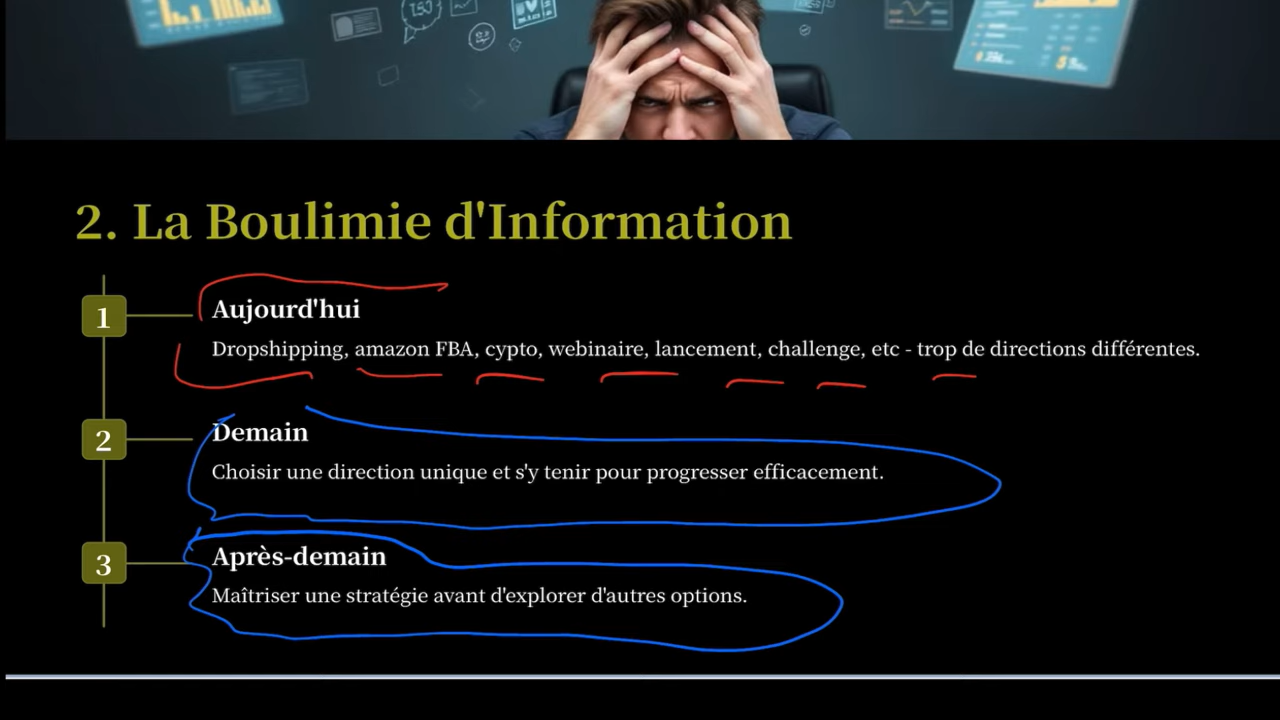 2. La Boulimie d'Information
1
Aujourd'hui
Dropshipping, amazon FBA, cypto, webinaire, lancement, challenge, etc - trop de directions différentes.
2
Demain
Choisir une direction unique et s'y tenir pour progresser efficacement.
3
Après-demain
Maîtriser une stratégie avant d'explorer d'autres options.